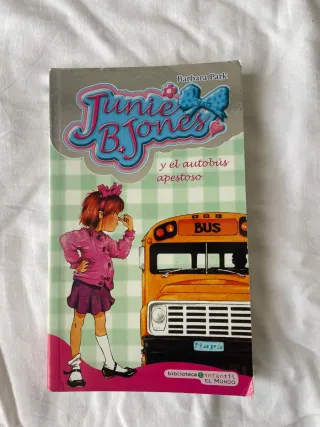 Barbara Park
Junie
B. Jones
y el autobús
apestoso
BUS
biblioteca infantil
EL MUNDO